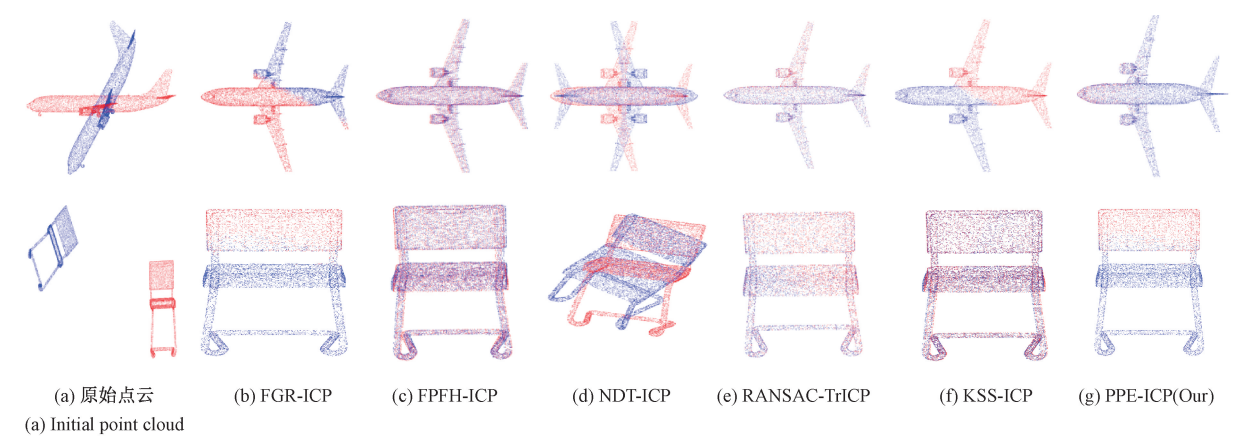 (a) 原始点云
(b) FGR-ICP
(c) FPFH-ICP
(d) NDT-ICP
(e) RANSAC-TrICP
(f) KSS-ICP
(g) PPE-ICP(Our)
(a) Initial point cloud